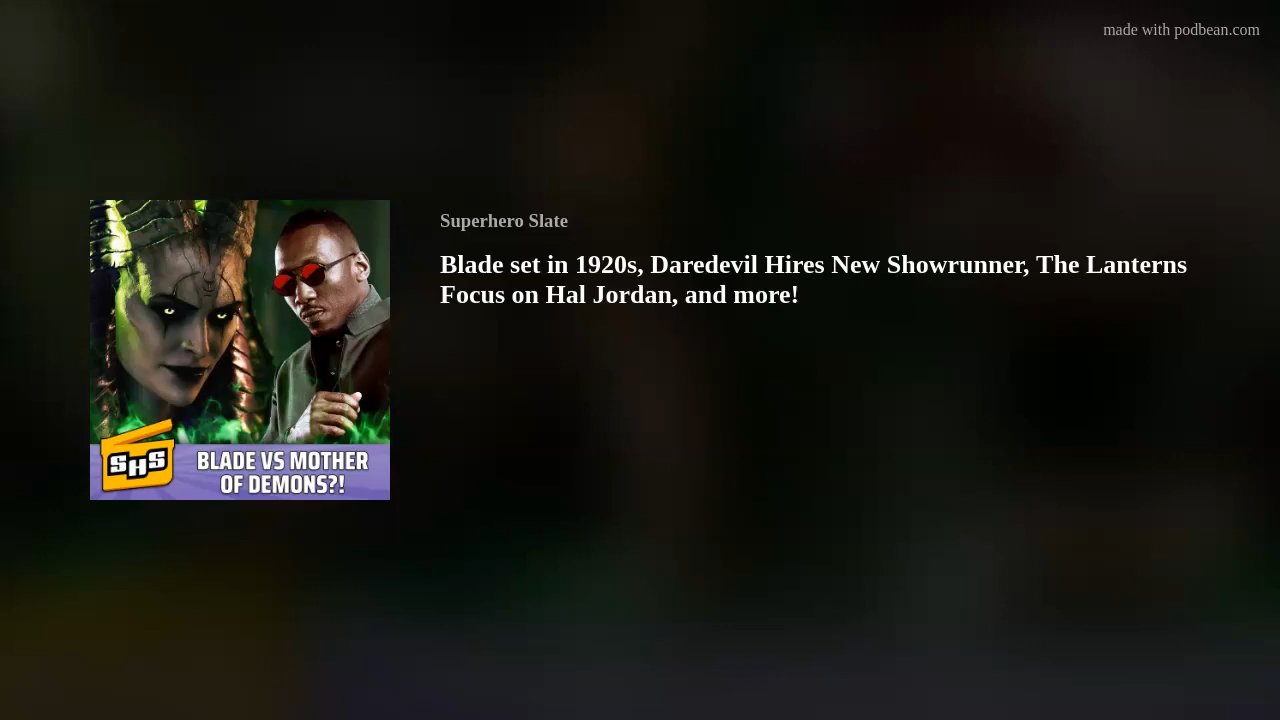 made with podbean.com
Superhero Slate
Blade set in 1920s, Daredevil Hires New Showrunner, The Lanterns
Focus on Hal Jordan, and more!
SHS
BLADE VS MOTHER
OF DEMONS?!